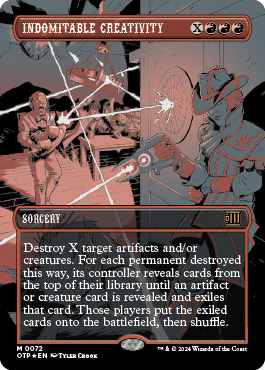 INDOMITABLE CREATIVITY X
SORCERY
Destroy X target artifacts and/or
creatures. For each permanent destroyed
this way, its controller reveals cards from
the top of their library until an artifact
or creature card is revealed and exiles
that card. Those players put the exiled
cards onto the battlefield, then shuffle.
M 0072
OTP ★ EN TYLER CROOK
™ & © 2024 Wizards of the Coast